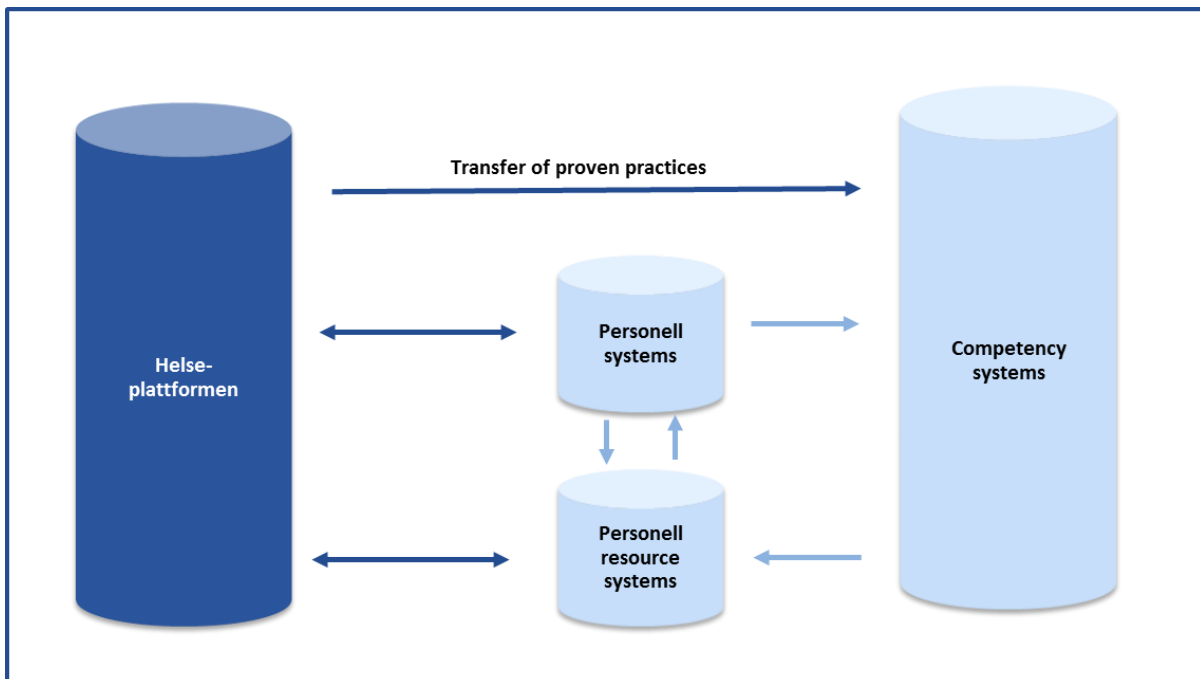 Transfer of proven practices
Helse-
plattformen
Personell
systems
Competency
systems
Personell
resource
systems